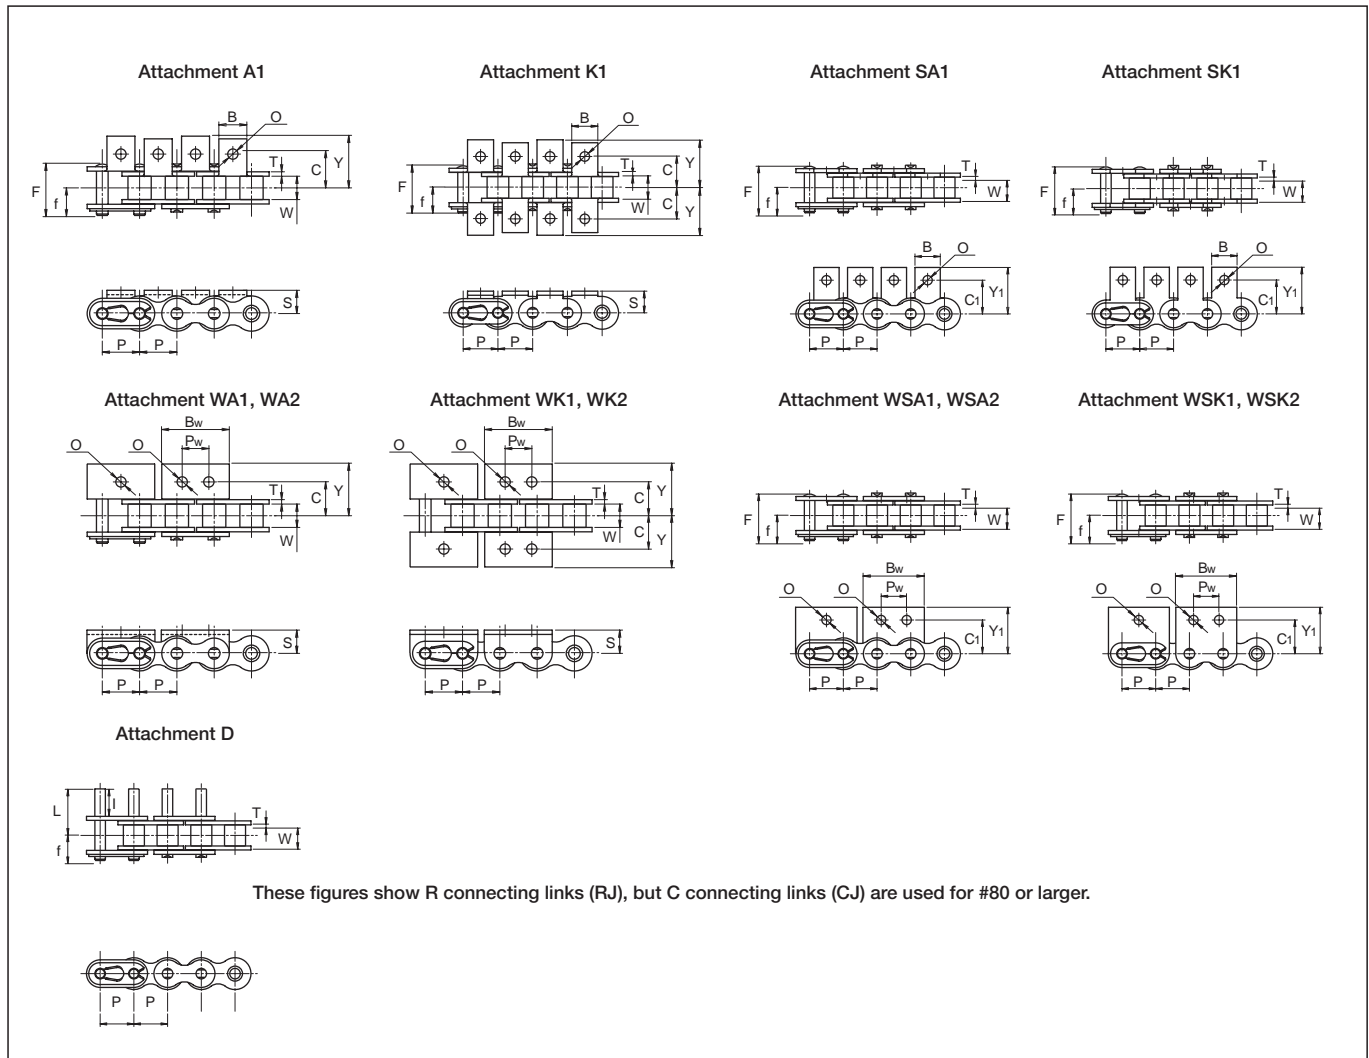 Attachment A1
Attachment K1
Attachment SA1
Attachment SK1
B
O
T
F
f
C
Y
W
S
P P
B
O
T
F
f
C
Y
W
C
Y
S
P P
T
F
f
W
B
O
C1
Y1
P P
T
F
f
W
B
O
C1
Y1
P P
Attachment WA1, WA2
Attachment WK1, WK2
Attachment WSA1, WSA2
Attachment WSK1, WSK2
Bw
O
O
Pw
T
C
Y
W
S
P P
Bw
O
O
Pw
T
C
Y
W
C
Y
S
P P
T
F
f
W
Bw
O
O
Pw
C1
Y1
P P
T
F
f
W
Bw
O
O
Pw
C1
Y1
P P
Attachment D
L
l
T
W
f
These figures show R connecting links (RJ), but C connecting links (CJ) are used for #80 or larger.
P P